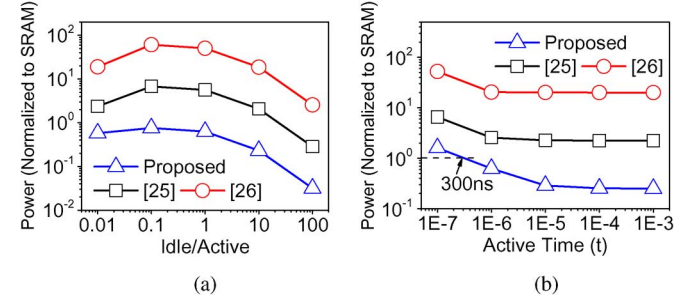 Power (Normalized to SRAM)
10²
10¹
10⁰
10⁻¹
10⁻²
Proposed
[25] [26]
0.01 0.1 1 10 100
Idle/Active
(a)
Power (Normalized to SRAM)
10²
10¹
10⁰
10⁻¹
Proposed
[25] [26]
300ns
1E-7 1E-6 1E-5 1E-4 1E-3
Active Time (t)
(b)